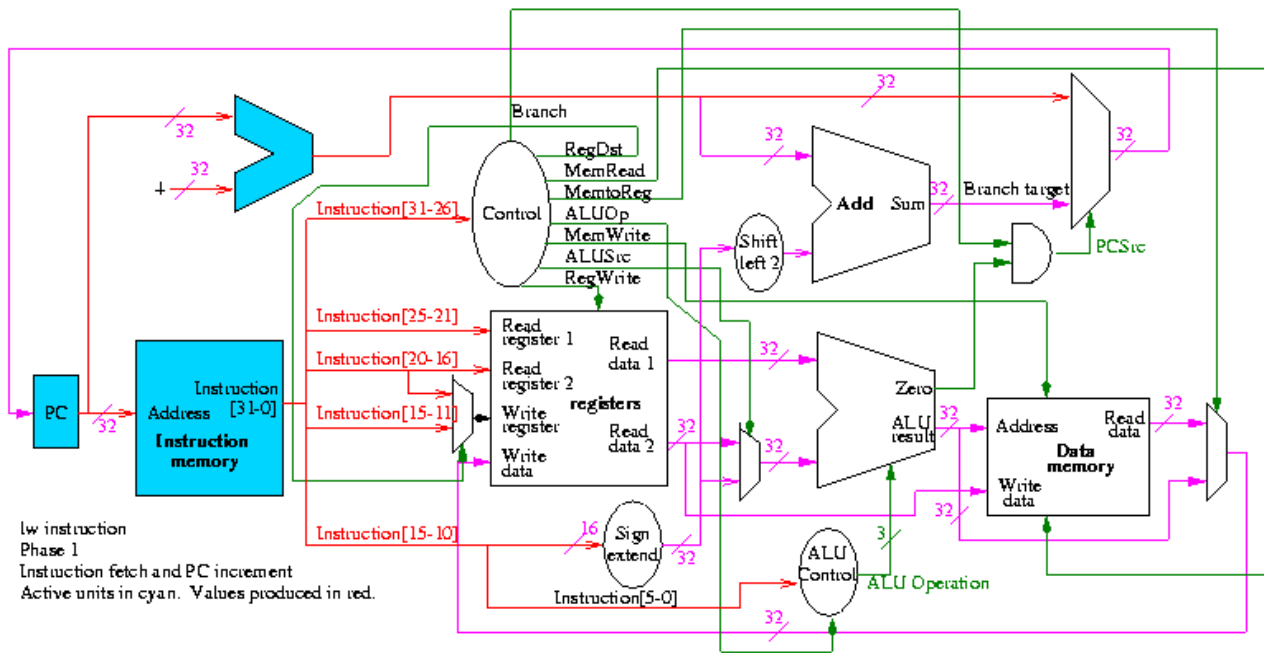 32
32
32
Branch
32
32
RegDst
MemRead
MemtoReg
ALUOp
MemWrite
ALUSrc
RegWrite
Control
Instruction[31-26]
4
32
Add
Sum
32
Branch target
Shift
left 2
PCSrc
Instruction[25-21]
Instruction[20-16]
Instruction[15-11]
Read
register 1
Read
register 2
Write
register
Write
data
registers
Read
data 1
Read
data 2
32
32
32
Zero
ALU
result
32
32
Address
Read
data
Data
memory
Write
data
32
PC
32
Address
Instruction
[31-0]
Instruction
memory
lw instruction
Phase 1
Instruction fetch and PC increment
Active units in cyan. Values produced in red.
Instruction[15-10]
16
Sign
extend
32
Instruction[5-0]
ALU
Control
3
ALU Operation
32